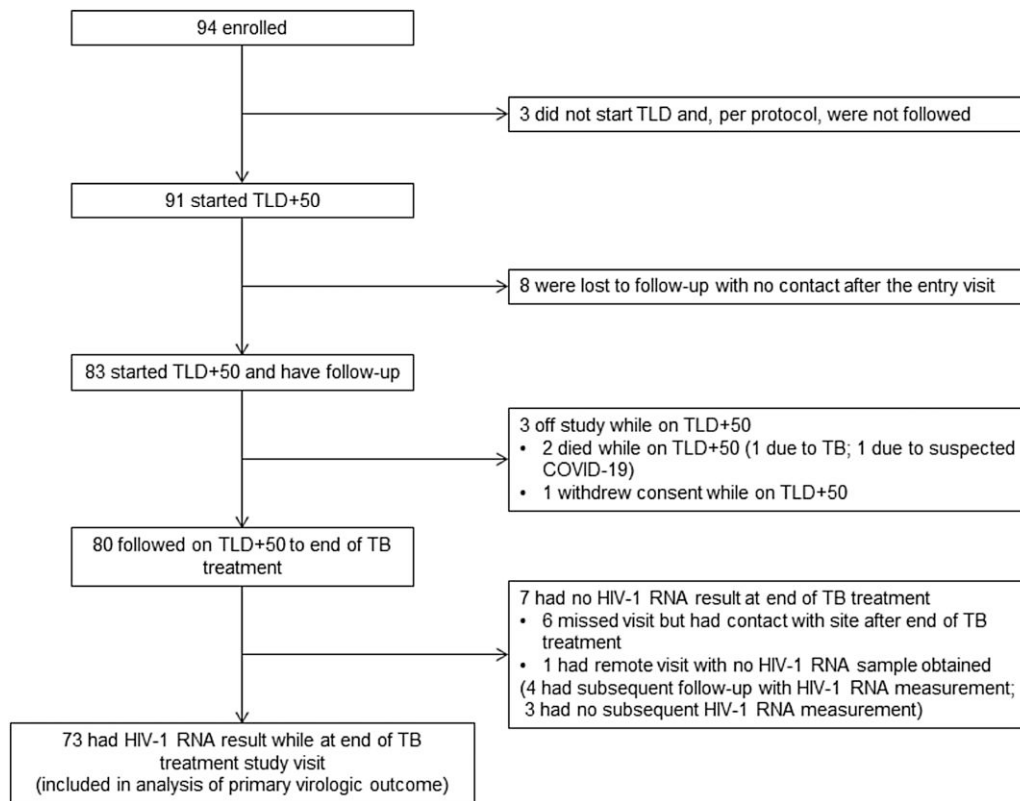 94 enrolled
3 did not start TLD and, per protocol, were not followed
91 started TLD+50
8 were lost to follow-up with no contact after the entry visit
83 started TLD+50 and have follow-up
3 off study while on TLD+50
• 2 died while on TLD+50 (1 due to TB; 1 due to suspected
COVID-19)
• 1 withdrew consent while on TLD+50
80 followed on TLD+50 to end of TB
treatment
7 had no HIV-1 RNA result at end of TB treatment
• 6 missed visit but had contact with site after end of TB
treatment
• 1 had remote visit with no HIV-1 RNA sample obtained
(4 had subsequent follow-up with HIV-1 RNA measurement;
3 had no subsequent HIV-1 RNA measurement)
73 had HIV-1 RNA result while at end of TB
treatment study visit
(included in analysis of primary virologic outcome)